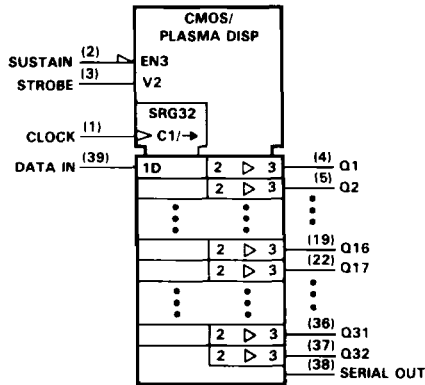 CMOS/
PLASMA DISP
SUSTAIN (2) EN3
STROBE (3) V2
SRG32
CLOCK (1) C1/→
DATA IN (39) 1D 2 ▷ 3 (4) Q1
2 ▷ 3 (5) Q2
2 ▷ 3 (19) Q16
2 ▷ 3 (22) Q17
2 ▷ 3 (36) Q31
2 ▷ 3 (37) Q32
(38) SERIAL OUT